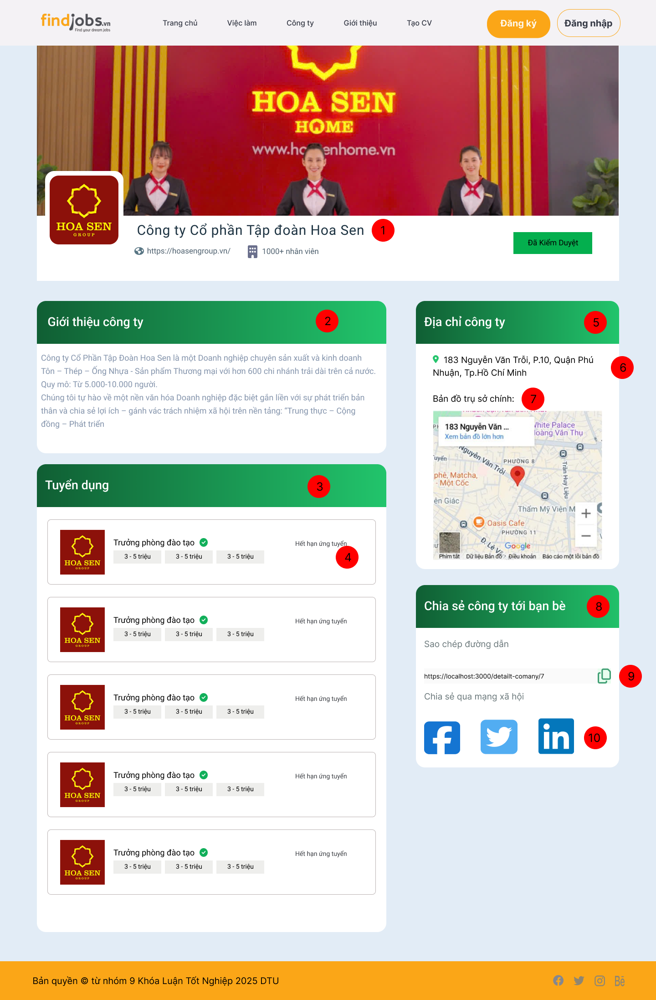 findjobs.vn
Find your dream jobs
Trang chủ
Việc làm
Công ty
Giới thiệu
Tạo CV
Đăng ký
Đăng nhập
HOA SEN
HOME
HOA SEN
GROUP
Công ty Cổ phần Tập đoàn Hoa Sen
1
https://hoasengroup.vn/
1000+ nhân viên
Đã Kiểm Duyệt
Giới thiệu công ty
2
Công ty Cổ Phần Tập Đoàn Hoa Sen là một Doanh nghiệp chuyên sản xuất và kinh doanh
Tôn – Thép – Ống Nhựa - Sản phẩm Thương mại với hơn 600 chi nhánh trải dài trên cả nước.
Quy mô: Từ 5.000-10.000 người.
Chúng tôi tự hào về một nền văn hóa Doanh nghiệp đặc biệt gắn liền với sự phát triển bản
thân và chia sẻ lợi ích – gánh vác trách nhiệm xã hội trên nền tảng: “Trung thực – Cộng
đồng – Phát triển
Tuyển dụng
3
HOA SEN
GROUP
Trưởng phòng đào tạo
Hết hạn ứng tuyển
3 - 5 triệu
3 - 5 triệu
3 - 5 triệu
4
HOA SEN
GROUP
Trưởng phòng đào tạo
Hết hạn ứng tuyển
3 - 5 triệu
3 - 5 triệu
3 - 5 triệu
HOA SEN
GROUP
Trưởng phòng đào tạo
Hết hạn ứng tuyển
3 - 5 triệu
3 - 5 triệu
3 - 5 triệu
HOA SEN
GROUP
Trưởng phòng đào tạo
Hết hạn ứng tuyển
3 - 5 triệu
3 - 5 triệu
3 - 5 triệu
HOA SEN
GROUP
Trưởng phòng đào tạo
Hết hạn ứng tuyển
3 - 5 triệu
3 - 5 triệu
3 - 5 triệu
Địa chỉ công ty
5
183 Nguyễn Văn Trỗi, P.10, Quận Phú
Nhuận, Tp.Hồ Chí Minh
6
Bản đồ trụ sở chính:
7
183 Nguyễn Văn ...
Xem bản đồ lớn hơn
White Palace
Hoàng Văn Thụ
Nguyễn Văn Trỗi
PHƯỜNG 8
Trần Huy Liệu
phê, Matcha,
- Một Cốc
ên Giác
Thẩm Mỹ Viện M
Oasis Cafe
PHƯỜNG 11
Đ. Lê Vă
Google
Phím tắt
Dữ liệu Bản đồ
Điều khoản
Báo cáo một lỗi bản đồ
Chia sẻ công ty tới bạn bè
8
Sao chép đường dẫn
https://localhost:3000/detailt-comany/7
9
Chia sẻ qua mạng xã hội
10
Bản quyền © từ nhóm 9 Khóa Luận Tốt Nghiệp 2025 DTU